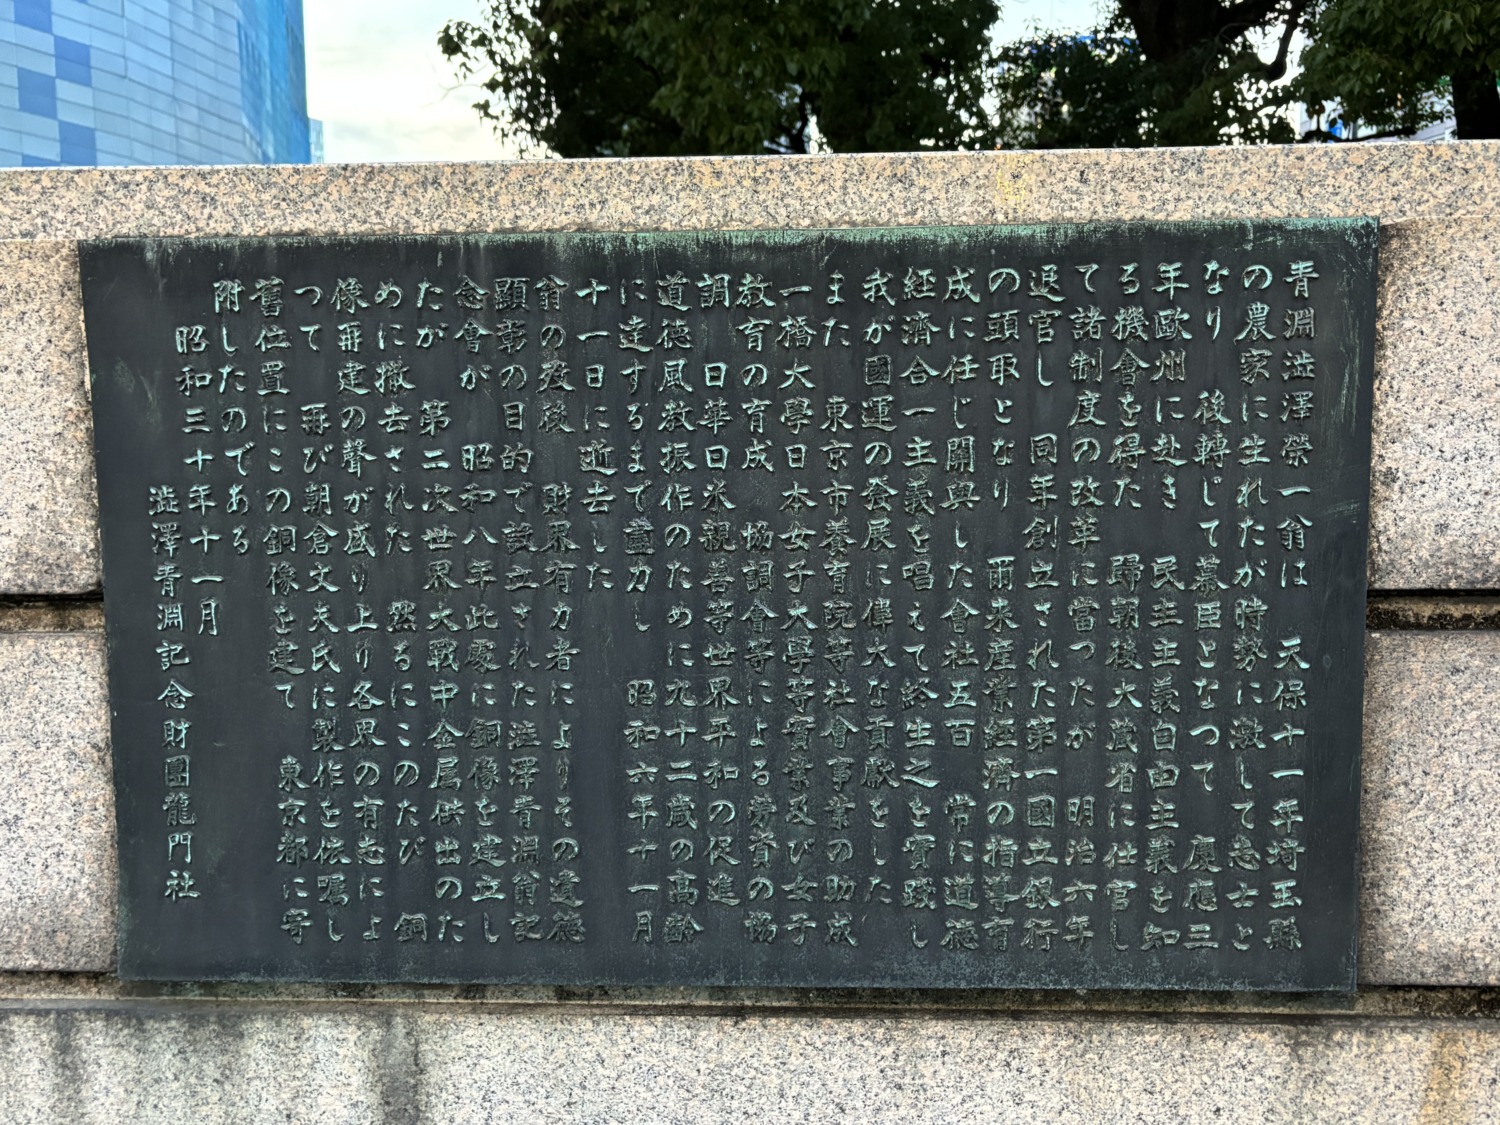 青淵澁澤榮一翁は　天保十一年埼玉縣
の農家に生れたが時勢に激して志士と
なり　後轉じて幕臣となつて　慶應三
年歐州に赴き　民主主義自由主義を知
る機會を得た　歸朝後大藏省に仕官し
て諸制度の改革に當つたが　明治六年
退官し　同年創立された第一國立銀行
の頭取となり　爾来産業経済の指導育
成に任じ關與した会社五百　常に道徳
経済合一主義を唱えて終生之を實践し
我が國運の發展に偉大な貢献をした
また　東京市養育院等社會事業の助成
一橋大學日本女子大學等實業及び女子
教育の育成　協調會等による労資の協
調　日華日米親善等世界平和の促進
道徳風教振作のために九十二歳の高齢
に達するまで盡力し　昭和六年十一月
十一日に逝去した
翁の歿後　財界有力者によりその遺徳
顕彰の目的で設立された澁澤青淵翁記
念會が　昭和八年此處に銅像を建立し
たが　第二次世界大戰中金属供出のた
めに撤去された　然るにこのたび　銅
像再建の聲が盛り上り各界の有志によ
つて　再び朝倉文夫氏に製作を依嘱し
舊位置にこの銅像を建て　東京都に寄
附したのである
昭和三十年十一月
澁澤青淵記念財團龍門社